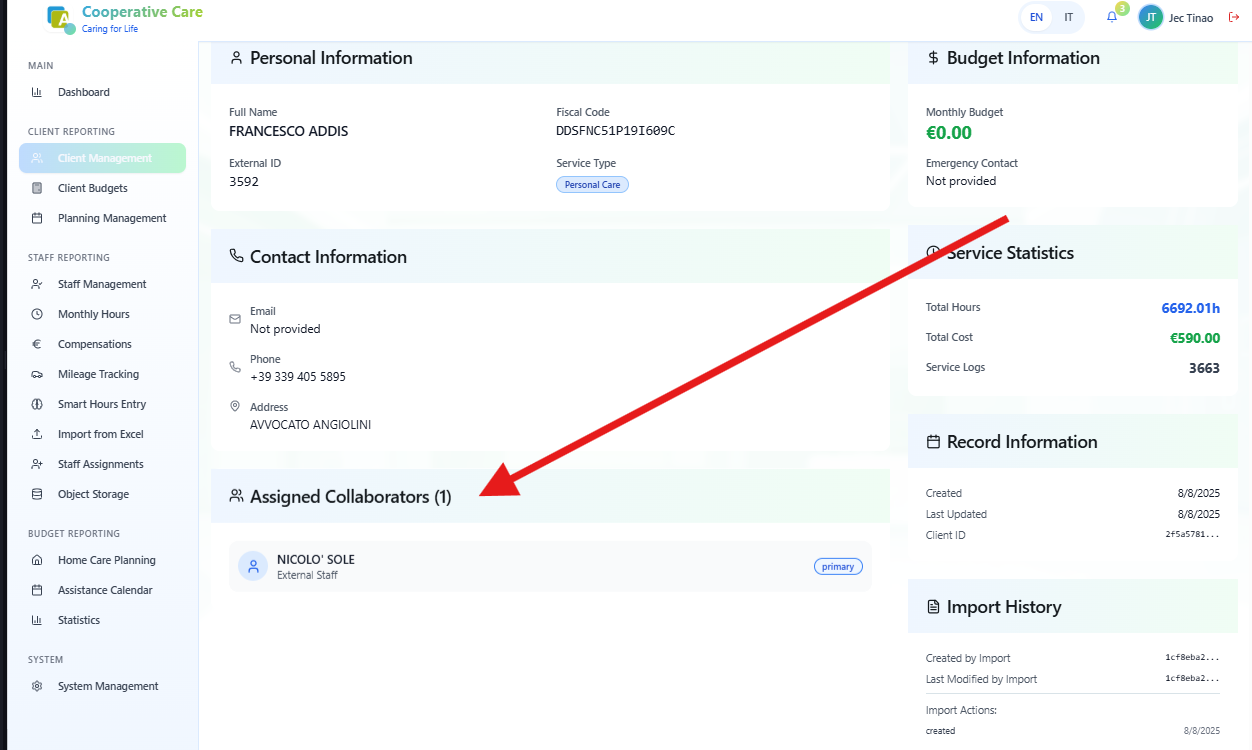 Cooperative Care
Caring for Life
EN IT
3
JT Jec Tinao
MAIN
Dashboard
CLIENT REPORTING
Client Management
Client Budgets
Planning Management
STAFF REPORTING
Staff Management
Monthly Hours
Compensations
Mileage Tracking
Smart Hours Entry
Import from Excel
Staff Assignments
Object Storage
BUDGET REPORTING
Home Care Planning
Assistance Calendar
Statistics
SYSTEM
System Management
Personal Information
Full Name
FRANCESCO ADDIS
Fiscal Code
DDSFNC51P19I609C
External ID
3592
Service Type
Personal Care
Contact Information
Email
Not provided
Phone
+39 339 405 5895
Address
AVVOCATO ANGIOLINI
Assigned Collaborators (1)
NICOLO' SOLE
External Staff
primary
Budget Information
Monthly Budget
€0.00
Emergency Contact
Not provided
Service Statistics
Total Hours 6692.01h
Total Cost €590.00
Service Logs 3663
Record Information
Created 8/8/2025
Last Updated 8/8/2025
Client ID 2f5a5781...
Import History
Created by Import 1cf8eba2...
Last Modified by Import 1cf8eba2...
Import Actions:
created 8/8/2025